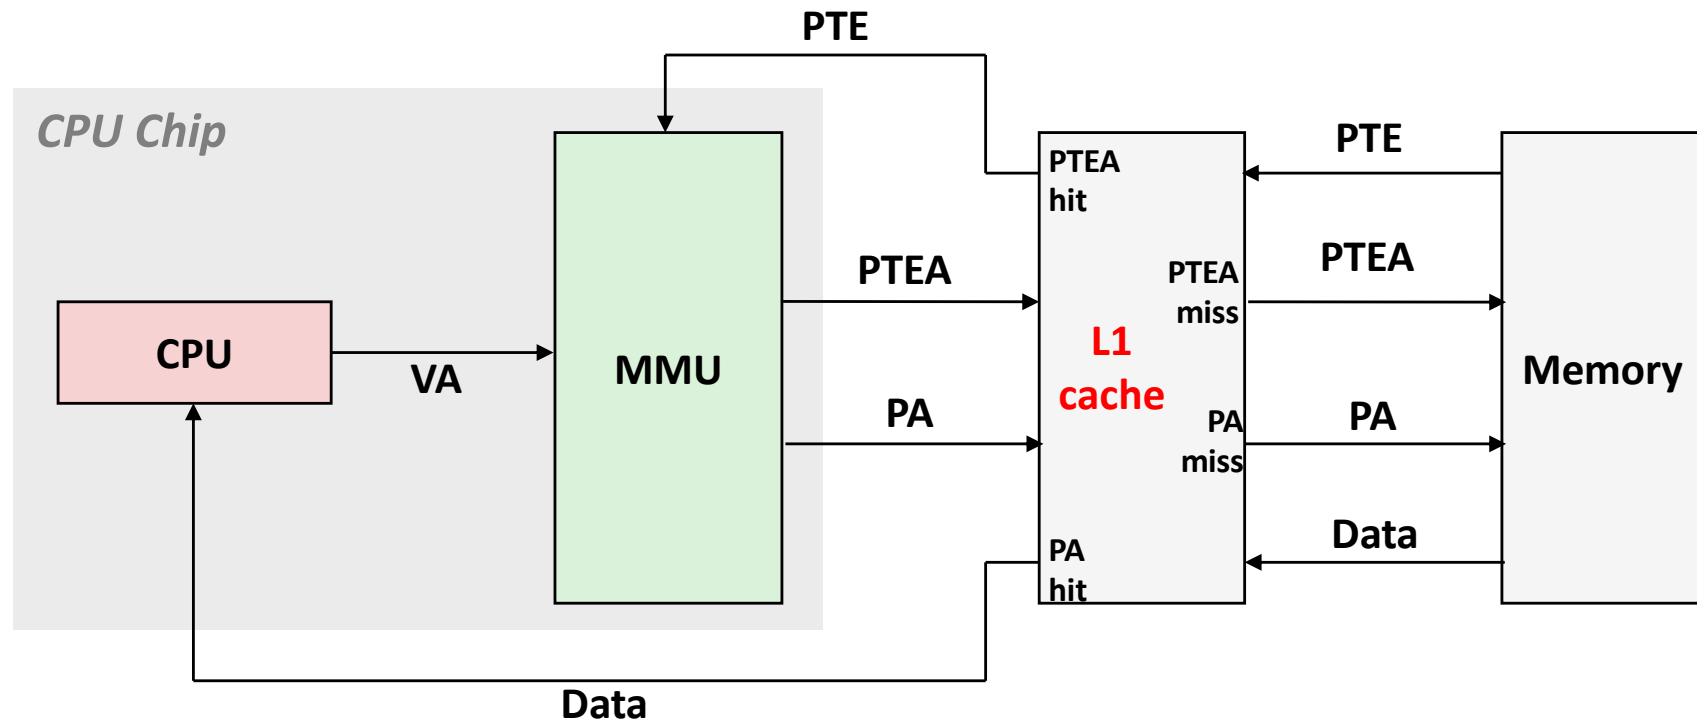 PTE
CPU Chip
PTEA
hit
PTE
PTEA
PTEA
miss
PTEA
CPU
VA
MMU
L1
cache
Memory
PA
PA
miss
PA
PA
hit
Data
Data